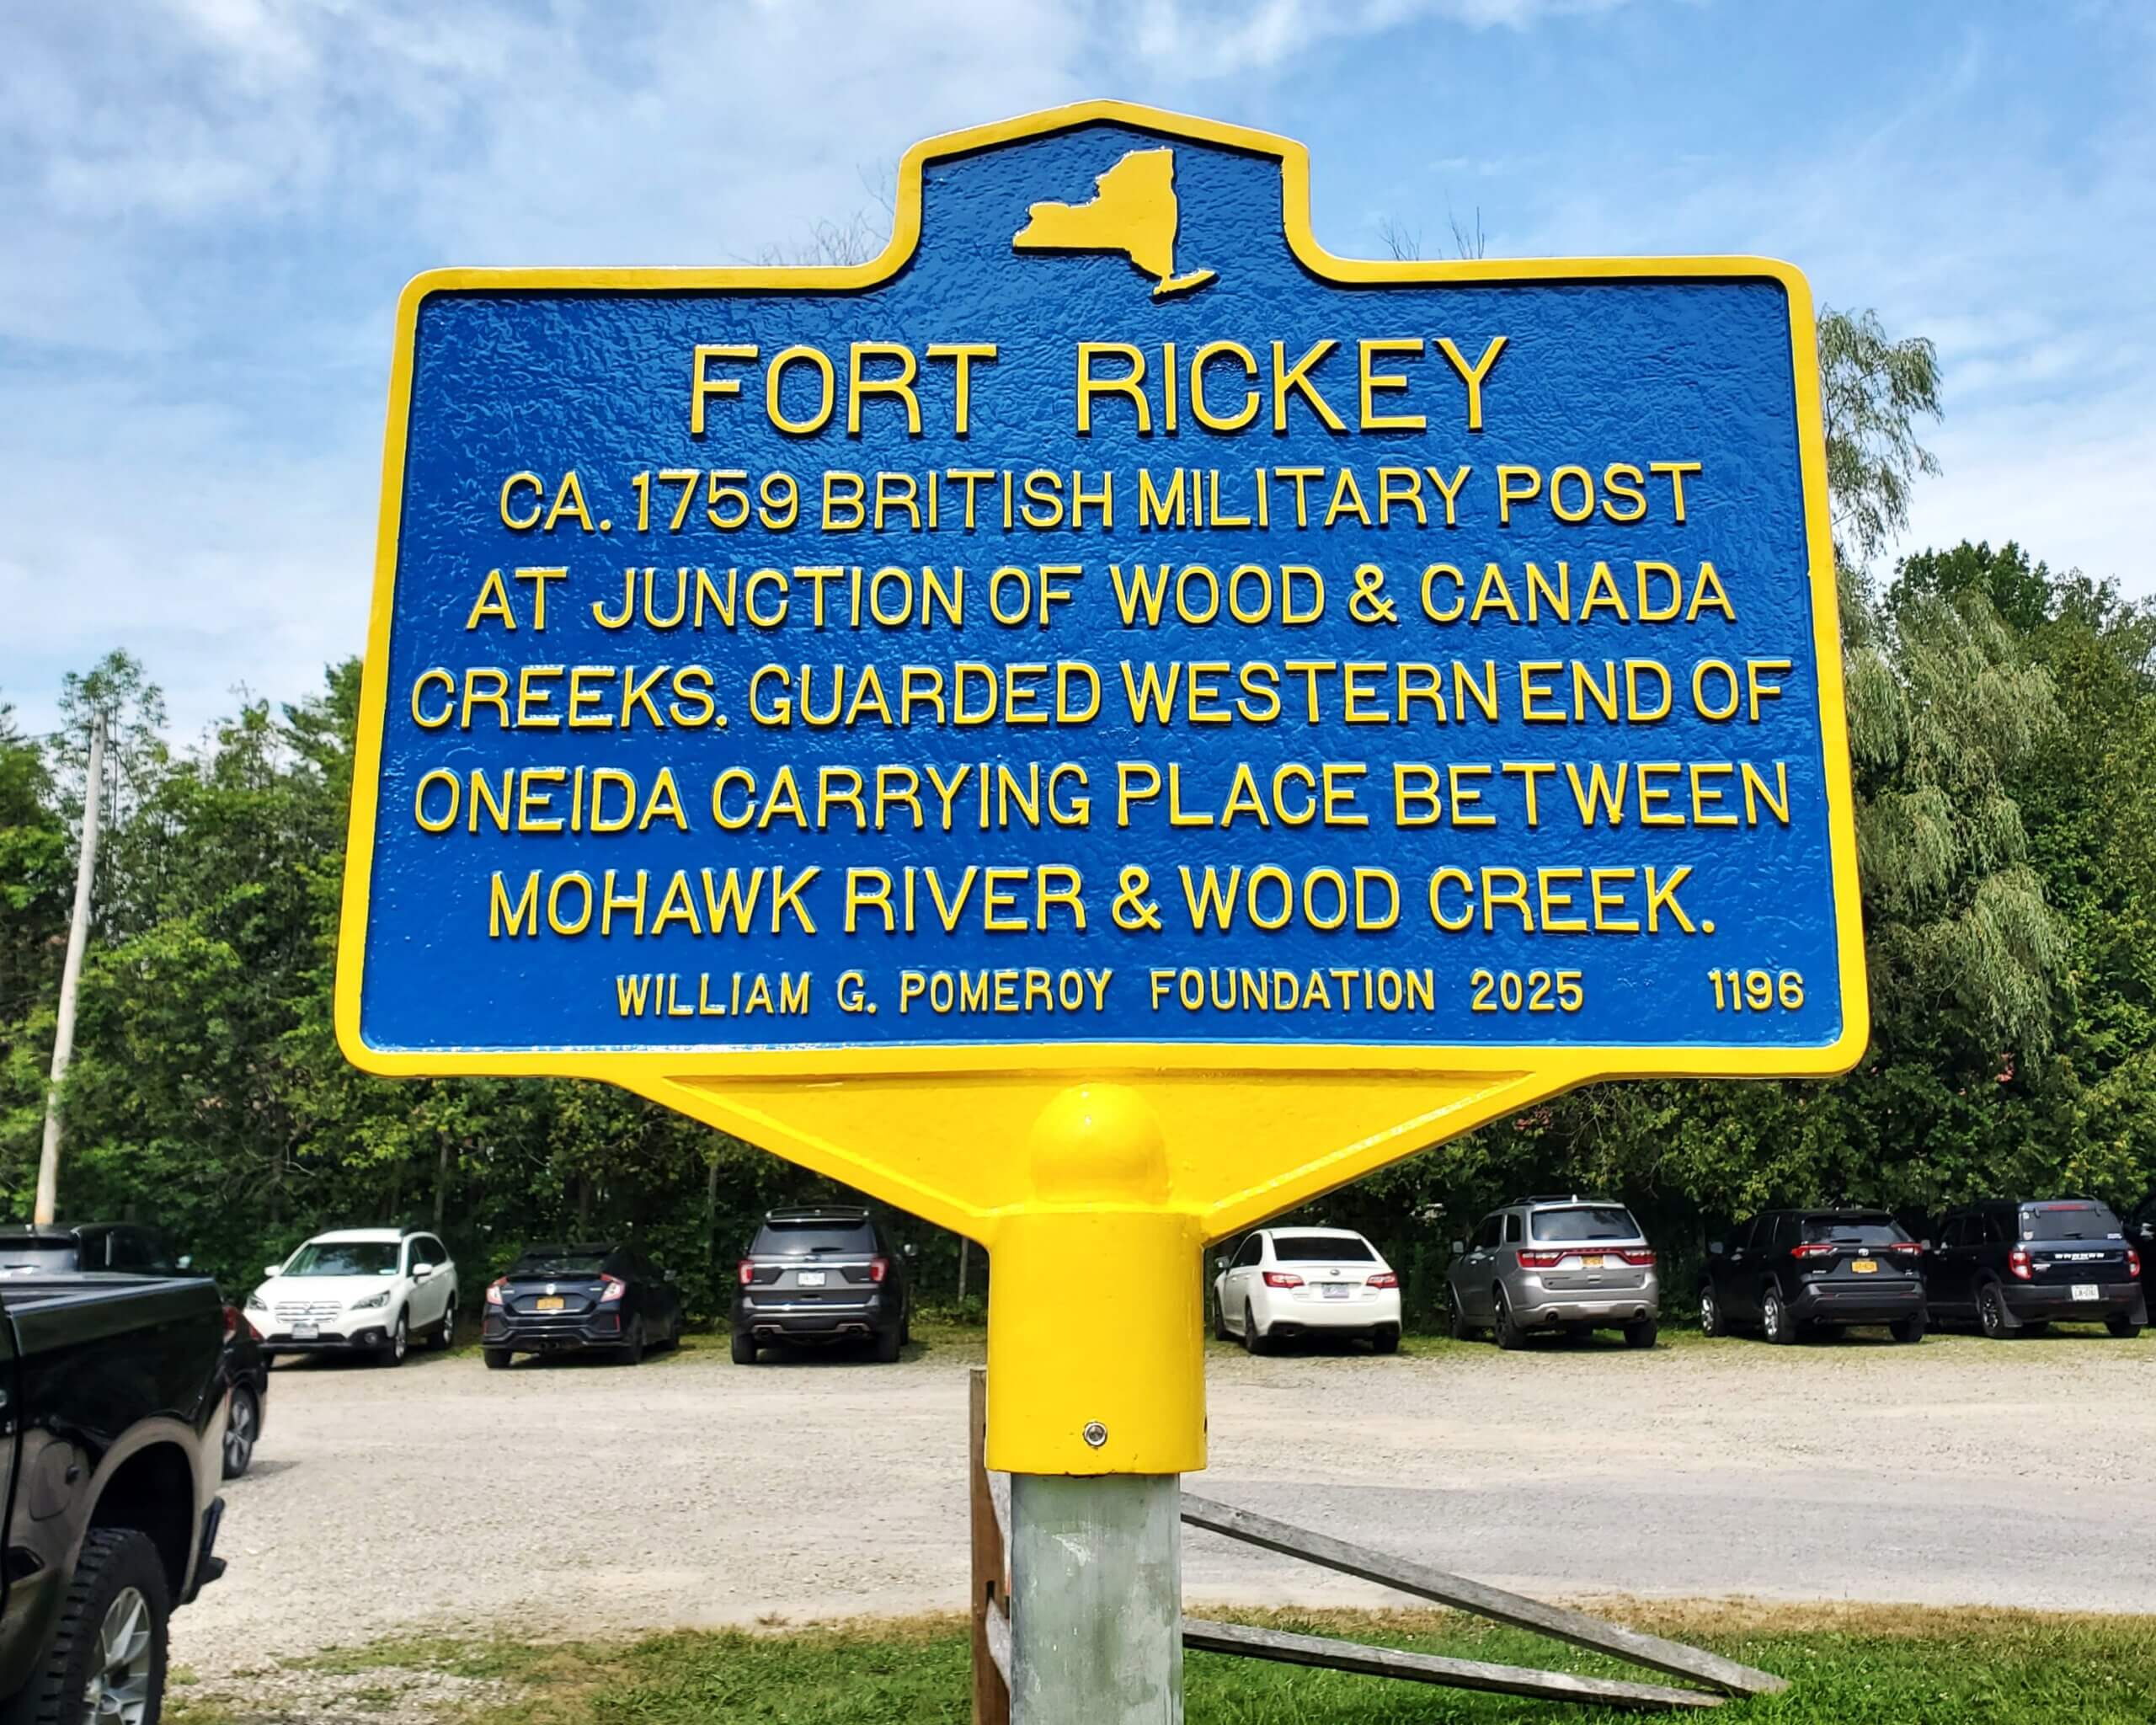 FORT RICKEY
CA. 1759 BRITISH MILITARY POST
AT JUNCTION OF WOOD & CANADA
CREEKS. GUARDED WESTERN END OF
ONEIDA CARRYING PLACE BETWEEN
MOHAWK RIVER & WOOD CREEK.
WILLIAM G. POMEROY FOUNDATION 2025 1196